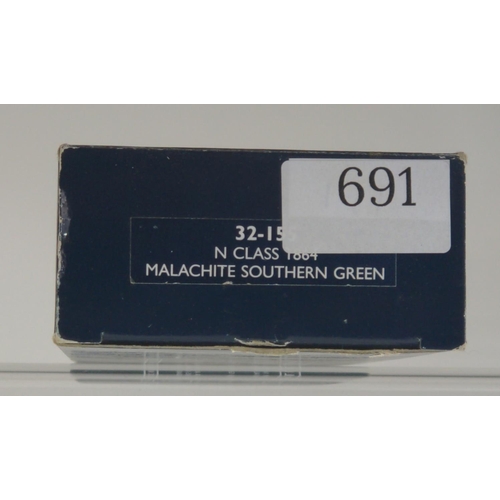 691
32-15
N CLASS 1864
MALACHITE SOUTHERN GREEN